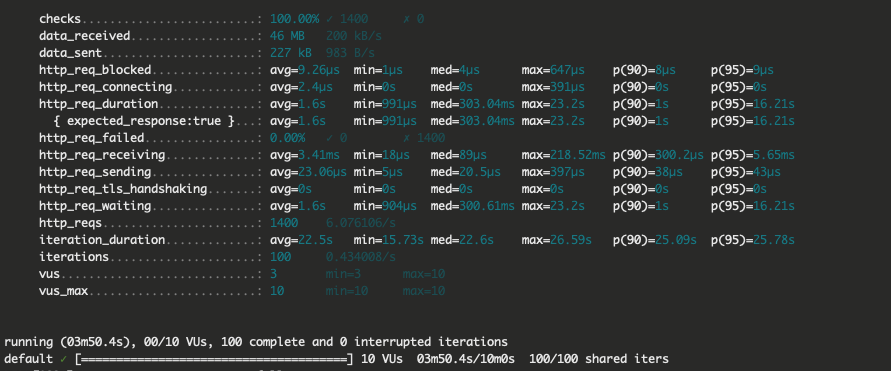 checks.........................: 100.00% ✓ 1400 ✗ 0
data_received..................: 46 MB 200 kB/s
data_sent......................: 227 kB 983 B/s
http_req_blocked...............: avg=9.26µs min=1µs med=4µs max=647µs p(90)=8µs p(95)=9µs
http_req_connecting............: avg=2.4µs min=0s med=0s max=391µs p(90)=0s p(95)=0s
http_req_duration..............: avg=1.6s min=991µs med=303.04ms max=23.2s p(90)=1s p(95)=16.21s
{ expected_response:true }...: avg=1.6s min=991µs med=303.04ms max=23.2s p(90)=1s p(95)=16.21s
http_req_failed................: 0.00% ✓ 0 ✗ 1400
http_req_receiving.............: avg=3.41ms min=18µs med=89µs max=218.52ms p(90)=300.2µs p(95)=5.65ms
http_req_sending...............: avg=23.06µs min=5µs med=20.5µs max=397µs p(90)=38µs p(95)=43µs
http_req_tls_handshaking.......: avg=0s min=0s med=0s max=0s p(90)=0s p(95)=0s
http_req_waiting...............: avg=1.6s min=904µs med=300.61ms max=23.2s p(90)=1s p(95)=16.21s
http_reqs......................: 1400 6.076106/s
iteration_duration.............: avg=22.5s min=15.73s med=22.6s max=26.59s p(90)=25.09s p(95)=25.78s
iterations.....................: 100 0.434008/s
vus............................: 3 min=3 max=10
vus_max........................: 10 min=10 max=10
running (03m50.4s), 00/10 VUs, 100 complete and 0 interrupted iterations
default ✓ [======================================] 10 VUs 03m50.4s/10m0s 100/100 shared iters